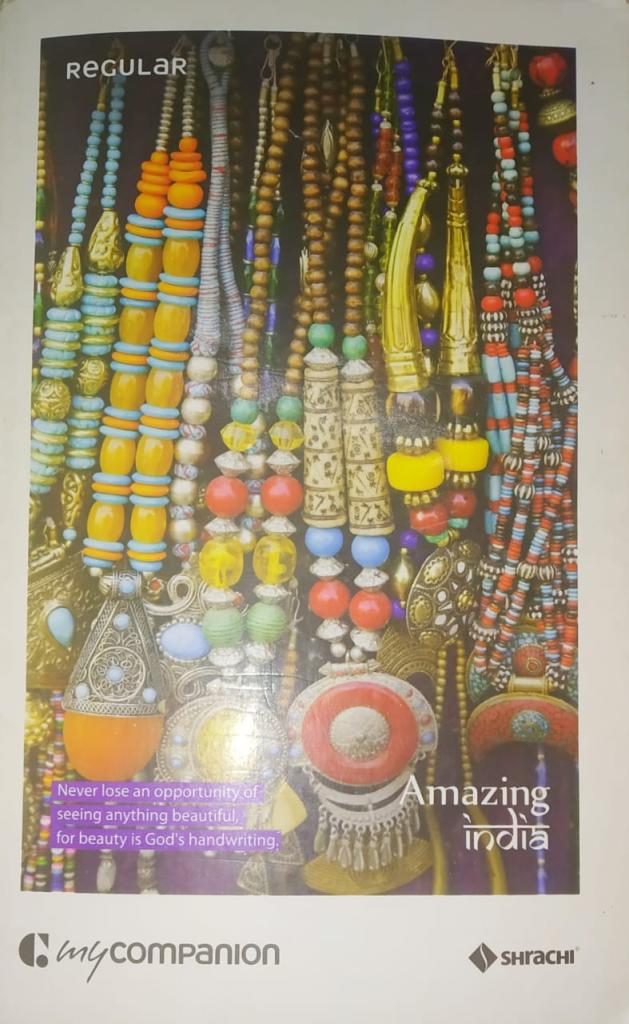 REGULAR
Never lose an opportunity of
seeing anything beautiful,
for beauty is God's handwriting.
Amazing
india
my COMPANION
SHRACHI®